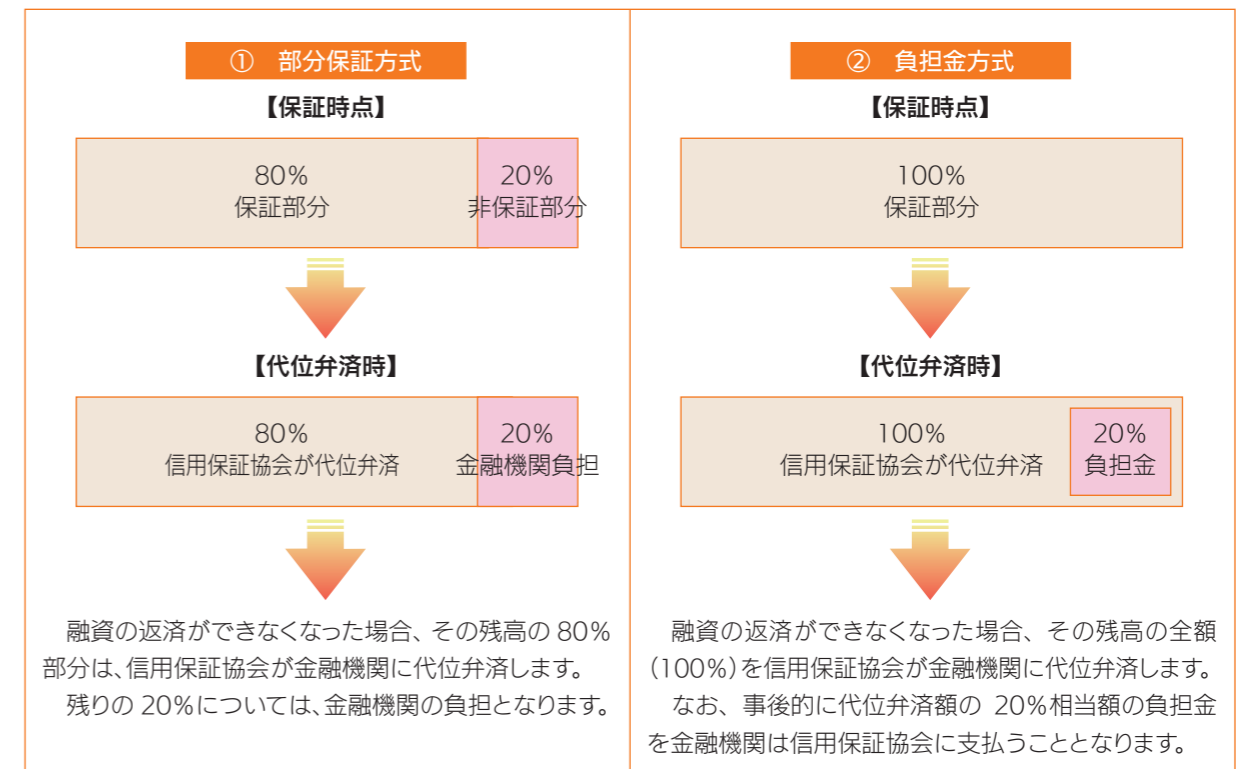 ① 部分保証方式
【保証時点】
80%
保証部分
20%
非保証部分
【代位弁済時】
80%
信用保証協会が代位弁済
20%
金融機関負担
融資の返済ができなくなった場合、その残高の 80%
部分は、信用保証協会が金融機関に代位弁済します。
残りの 20%については、金融機関の負担となります。
② 負担金方式
【保証時点】
100%
保証部分
【代位弁済時】
100%
信用保証協会が代位弁済
20%
負担金
融資の返済ができなくなった場合、その残高の全額
（100%）を信用保証協会が金融機関に代位弁済します。
なお、事後的に代位弁済額の 20%相当額の負担金
を金融機関は信用保証協会に支払うこととなります。